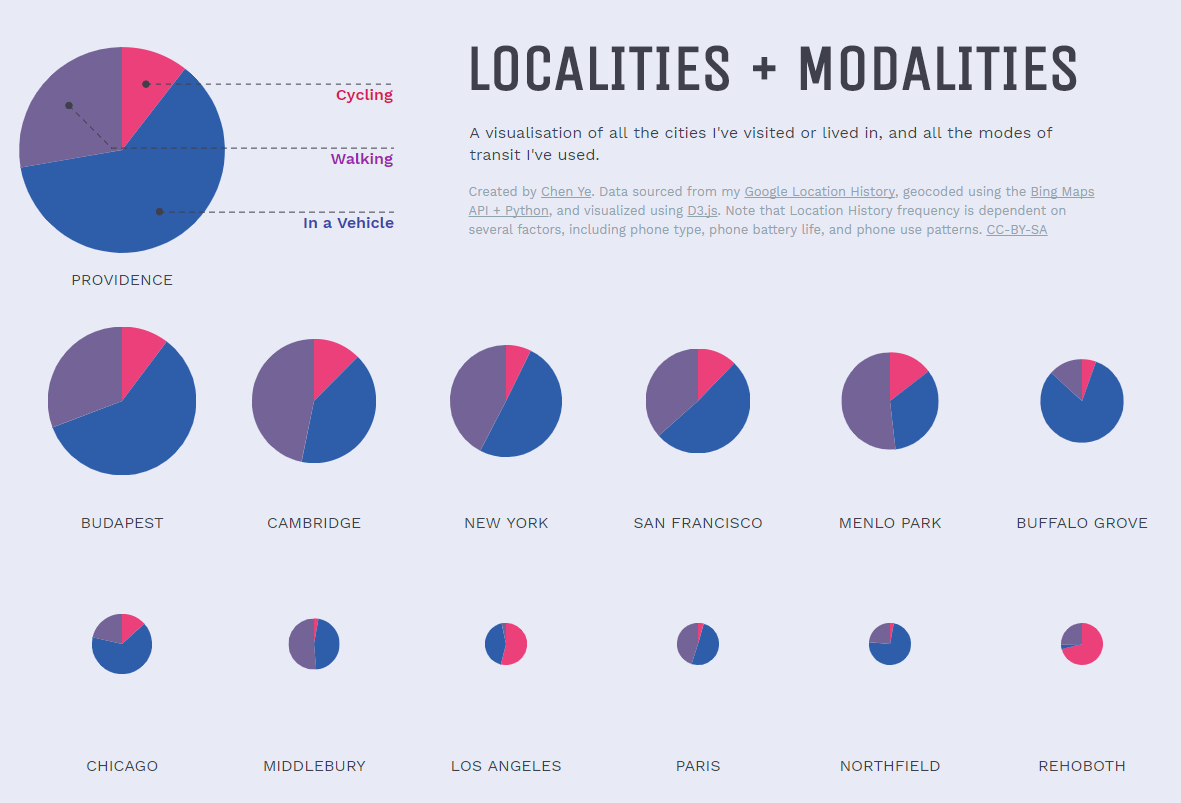 LOCALITIES + MODALITIES
A visualisation of all the cities I've visited or lived in, and all the modes of
transit I've used.
Created by Chen Ye. Data sourced from my Google Location History, geocoded using the Bing Maps
API + Python, and visualized using D3.js. Note that Location History frequency is dependent on
several factors, including phone type, phone battery life, and phone use patterns. CC-BY-SA
Cycling
Walking
In a Vehicle
PROVIDENCE
BUDAPEST
CAMBRIDGE
NEW YORK
SAN FRANCISCO
MENLO PARK
BUFFALO GROVE
CHICAGO
MIDDLEBURY
LOS ANGELES
PARIS
NORTHFIELD
REHOBOTH